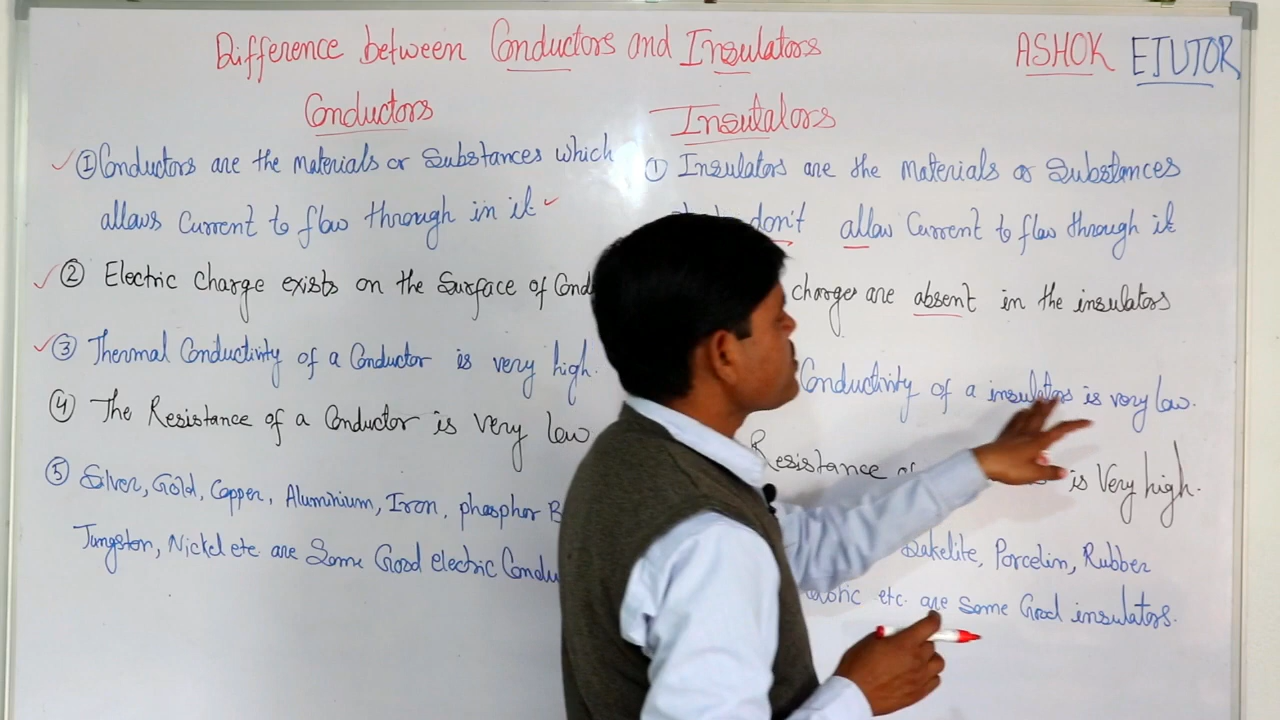 Difference between Conductors and Insulators
ASHOK EJUTOR
Conductors
① Conductors are the materials or Substances which
allows Current to flow through in it
② Electric charge exists on the Surface of
③ Thermal Conductivity of a Conductor is very high.
④ The Resistance of a Conductor is very low
⑤ Silver, Gold, Copper, Aluminium, Iron, phosphor
Tungston, Nickel etc are Some Good electric
Insutalors
① Insulators are the Materials or Substances
don't allow Current to flow through it
charges are absent in the insulators
Conductivity of a insulators is very low.
Resistance is Very high.
Bakelite, Porcelin, Rubber
etc. are Some Good insulators.